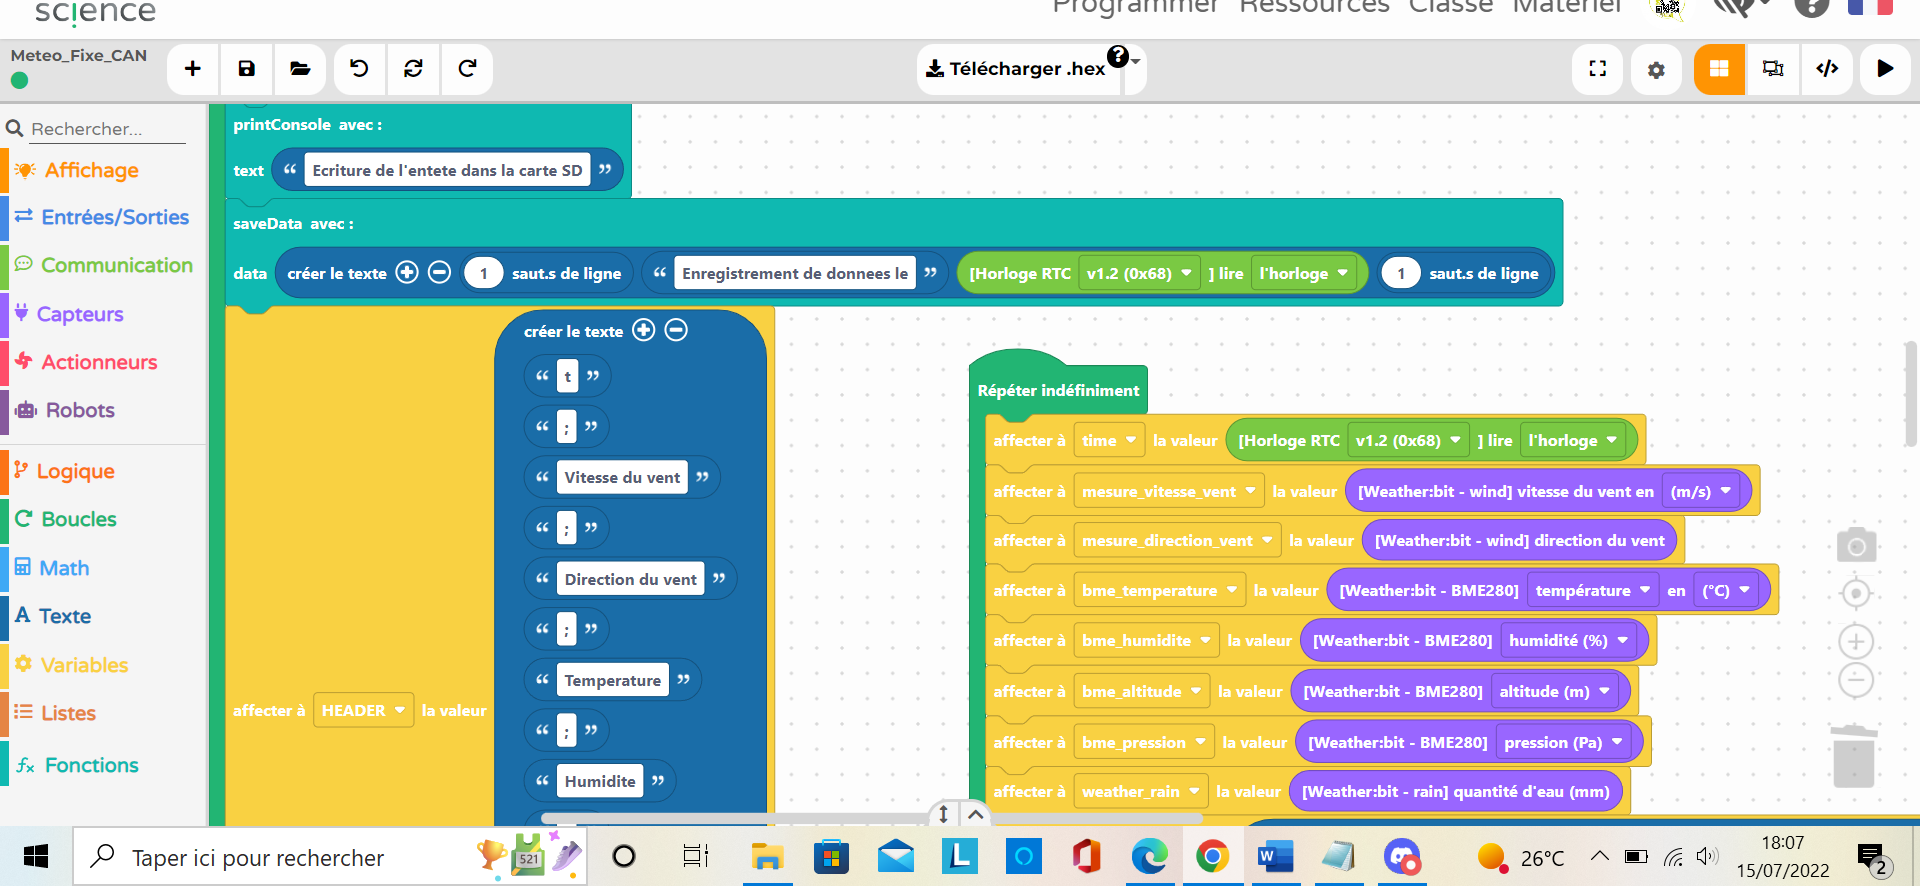 science
Programmer Ressources Classe Matériel
Meteo_Fixe_CAN
Télécharger .hex
Rechercher...
Affichage
Entrées/Sorties
Communication
Capteurs
Actionneurs
Robots
Logique
Boucles
Math
Texte
Variables
Listes
Fonctions
printConsole avec :
text “ Ecriture de l'entete dans la carte SD ”
saveData avec :
data créer le texte 1 saut.s de ligne “ Enregistrement de donnees le ” [Horloge RTC v1.2 (0x68) ] lire l'horloge 1 saut.s de ligne
créer le texte
“ t ”
“ ; ”
“ Vitesse du vent ”
“ ; ”
“ Direction du vent ”
“ ; ”
“ Temperature ”
affecter à HEADER la valeur
“ ; ”
“ Humidite ”
Répéter indéfiniment
affecter à time la valeur [Horloge RTC v1.2 (0x68) ] lire l'horloge
affecter à mesure_vitesse_vent la valeur [Weather:bit - wind] vitesse du vent en (m/s)
affecter à mesure_direction_vent la valeur [Weather:bit - wind] direction du vent
affecter à bme_temperature la valeur [Weather:bit - BME280] température en (°C)
affecter à bme_humidite la valeur [Weather:bit - BME280] humidité (%)
affecter à bme_altitude la valeur [Weather:bit - BME280] altitude (m)
affecter à bme_pression la valeur [Weather:bit - BME280] pression (Pa)
affecter à weather_rain la valeur [Weather:bit - rain] quantité d'eau (mm)
Taper ici pour rechercher
521
26°C
18:07
15/07/2022
2